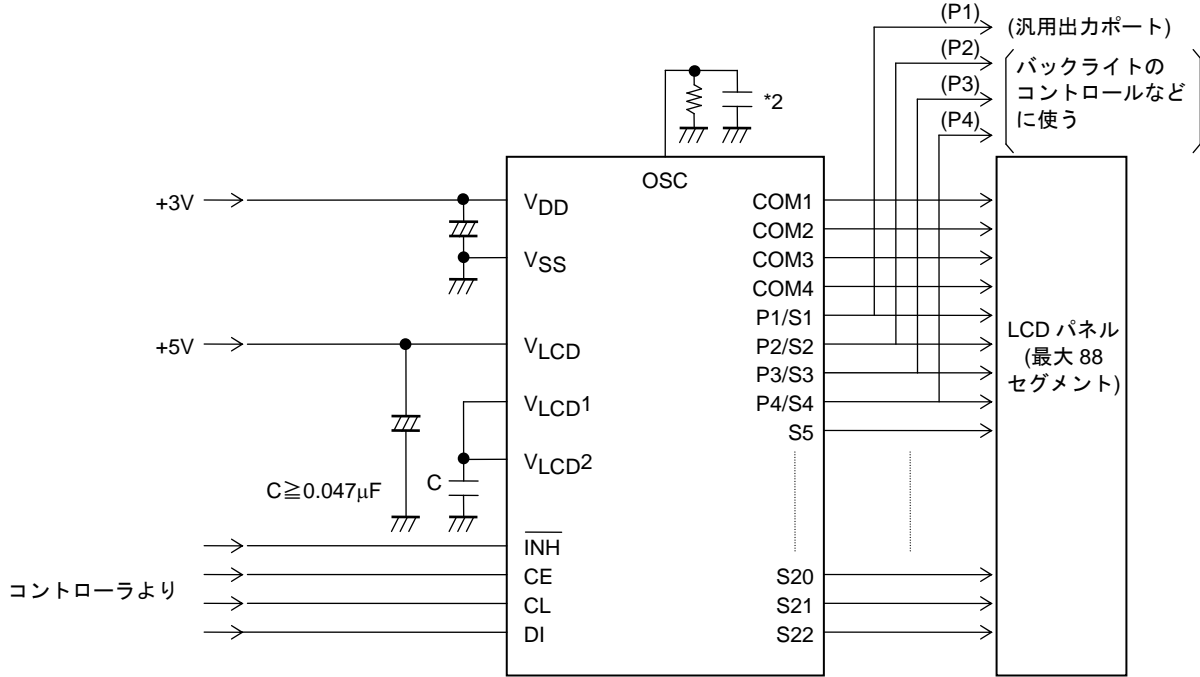 (P1)
(汎用出力ポート)
(P2)
バックライトの
(P3)
コントロールなど
(P4)
に使う
*2
OSC
+3V
VDD
VSS
+5V
VLCD
VLCD1
VLCD2
C
C≧0.047μF
コントローラより
INH
CE
CL
DI
COM1
COM2
COM3
COM4
P1/S1
P2/S2
P3/S3
P4/S4
S5
S20
S21
S22
LCD パネル
(最大 88
セグメント)